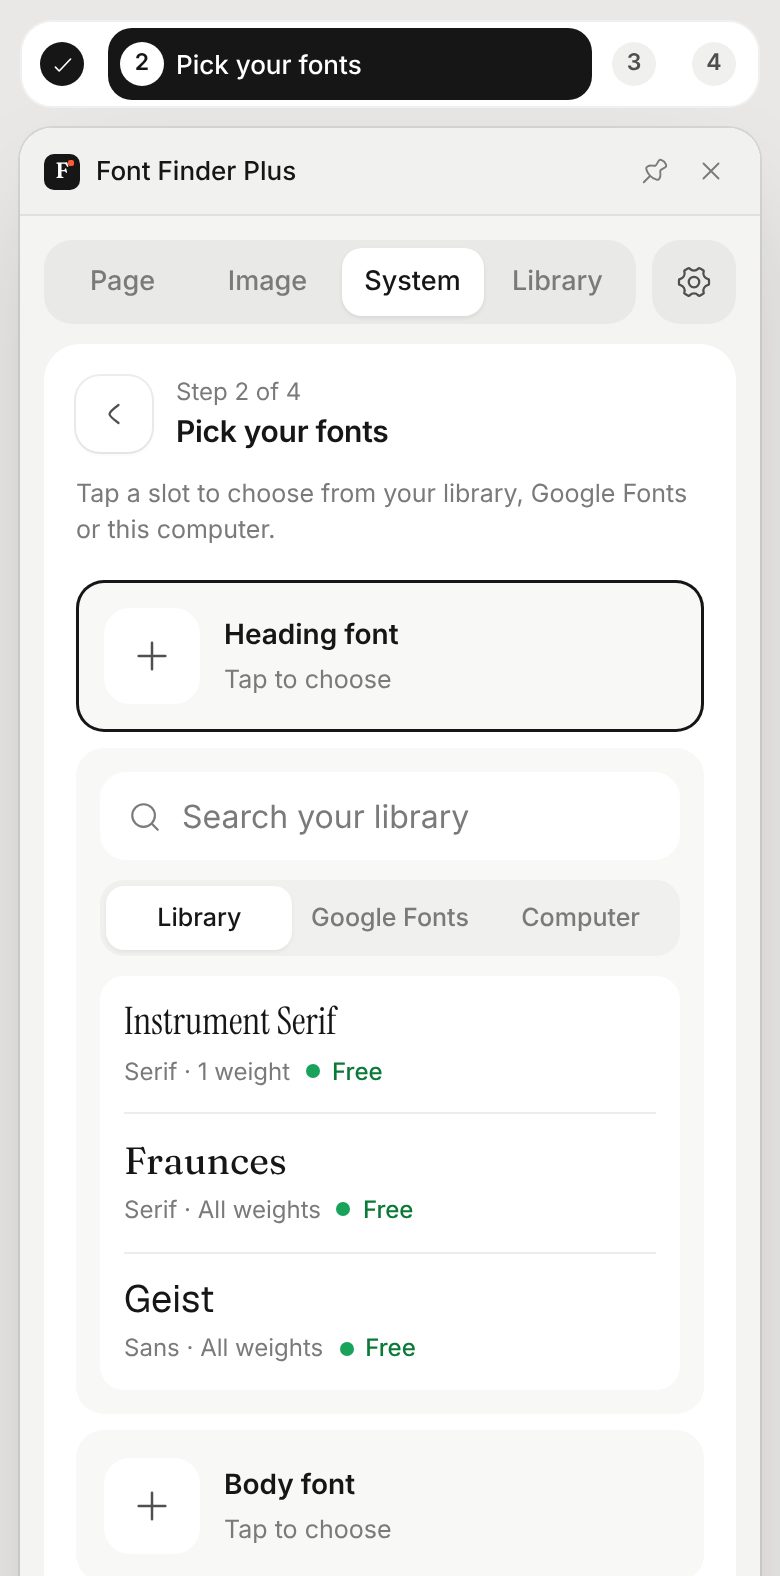 2 Pick your fonts 3 4
F Font Finder Plus
Page Image System Library
Step 2 of 4
Pick your fonts
Tap a slot to choose from your library, Google Fonts
or this computer.
Heading font
Tap to choose
Search your library
Library Google Fonts Computer
Instrument Serif
Serif · 1 weight Free
Fraunces
Serif · All weights Free
Geist
Sans · All weights Free
Body font
Tap to choose